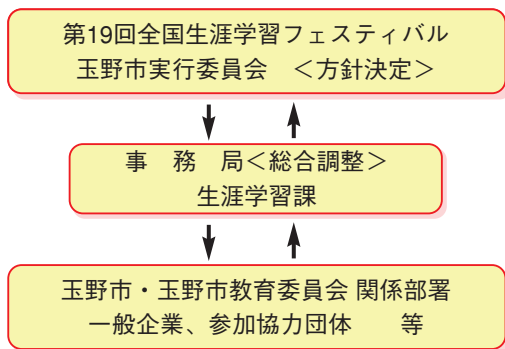 第19回全国生涯学習フェスティバル
玉野市実行委員会　＜方針決定＞
事　務　局＜総合調整＞
生涯学習課
玉野市・玉野市教育委員会 関係部署
一般企業、参加協力団体　　等